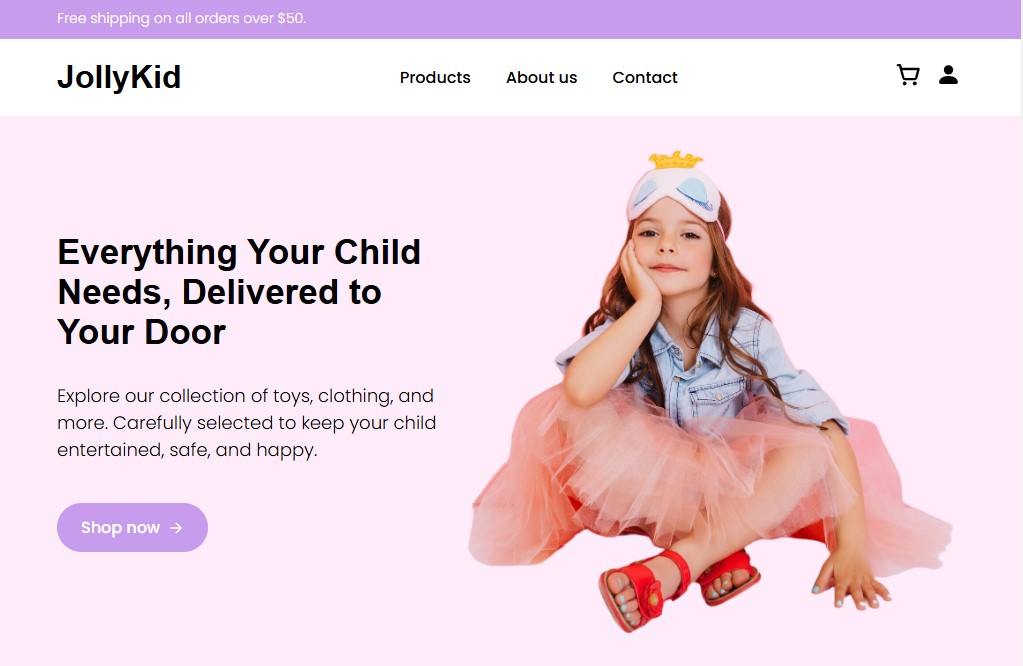 Free shipping on all orders over $50.
JollyKid
Products
About us
Contact
Everything Your Child
Needs, Delivered to
Your Door
Explore our collection of toys, clothing, and
more. Carefully selected to keep your child
entertained, safe, and happy.
Shop now →